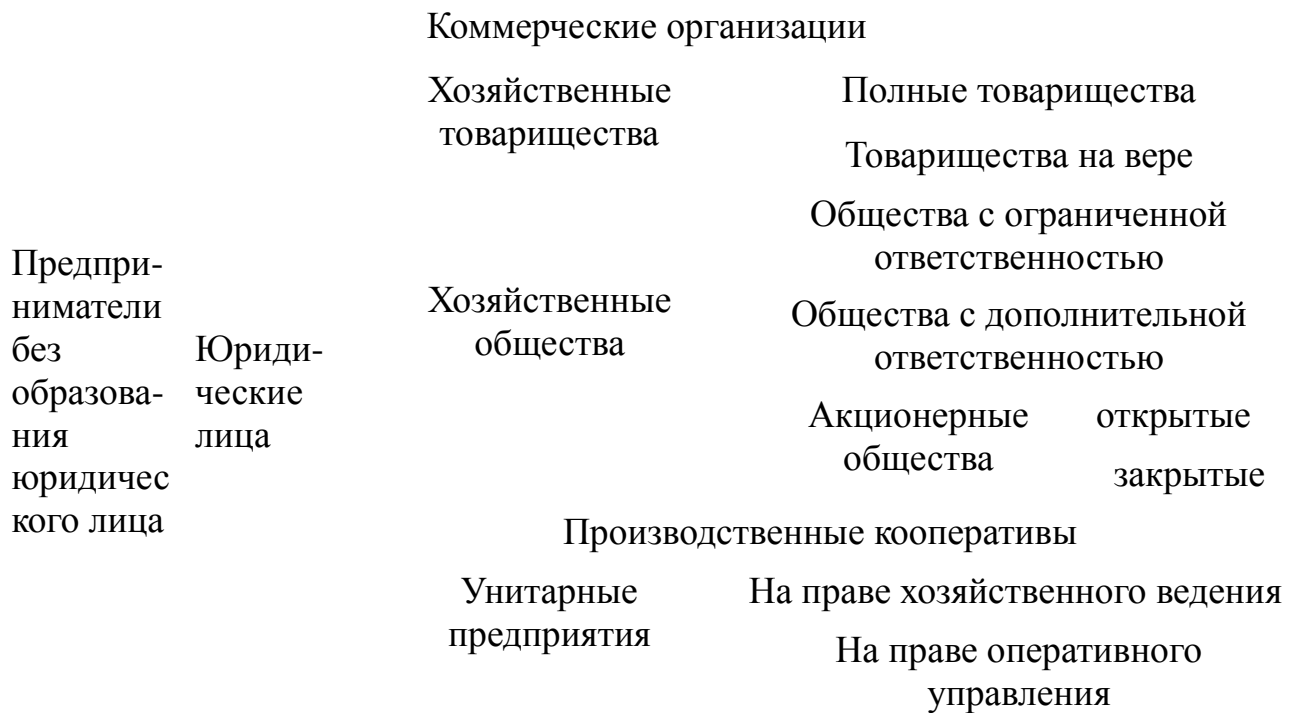 Коммерческие организации
Хозяйственные
товарищества
Полные товарищества
Товарищества на вере
Предпри-
ниматели
без
образова-
ния
юридичес
кого лица
Юриди-
ческие
лица
Хозяйственные
общества
Общества с ограниченной
ответственностью
Общества с дополнительной
ответственностью
Акционерные
общества
открытые
закрытые
Производственные кооперативы
Унитарные
предприятия
На праве хозяйственного ведения
На праве оперативного
управления